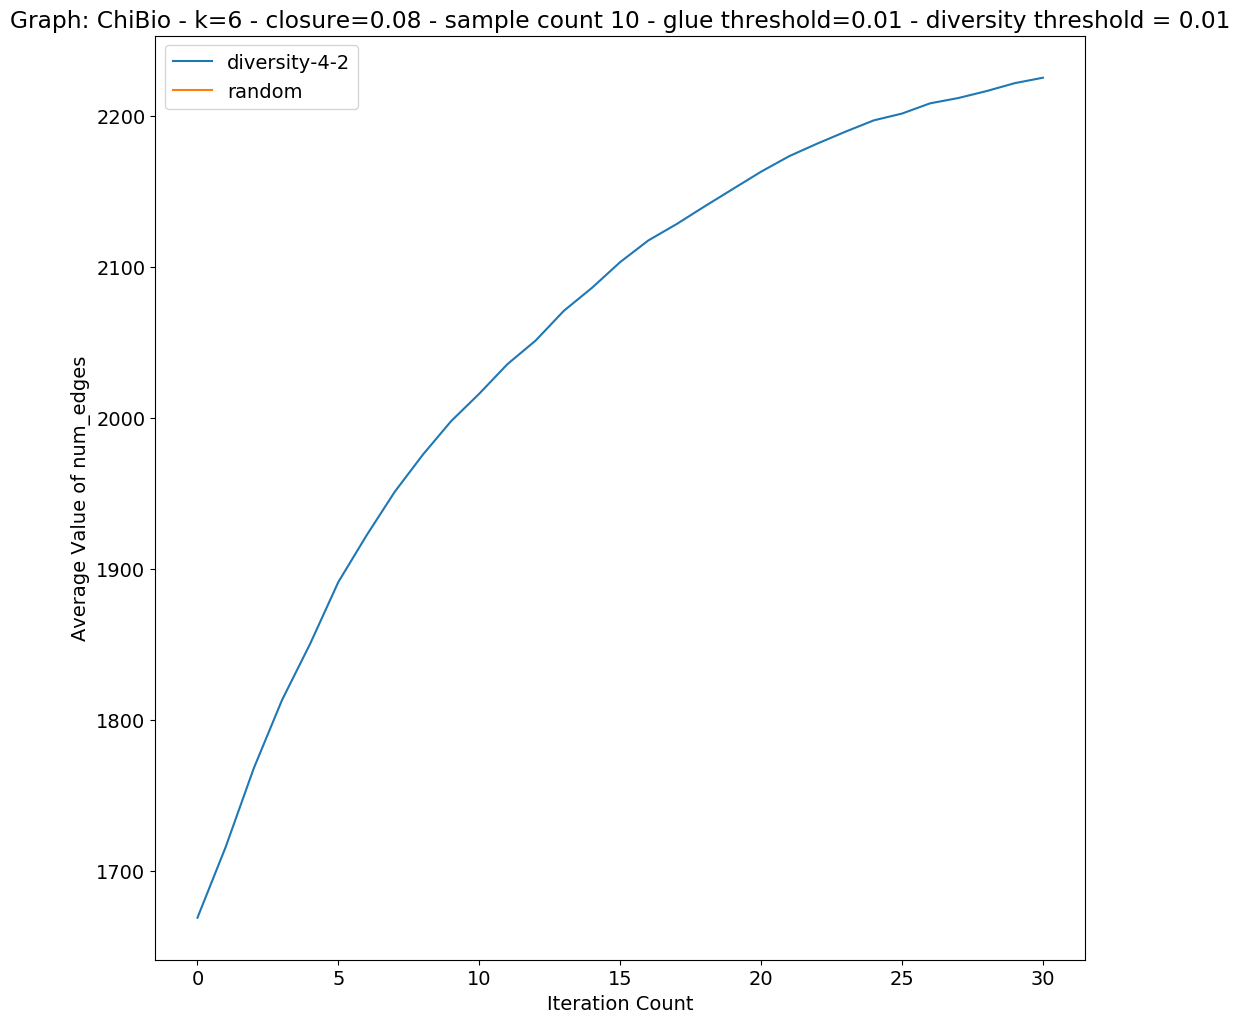 Graph: ChiBio - k=6 - closure=0.08 - sample count 10 - glue threshold=0.01 - diversity threshold = 0.01
diversity-4-2
random
2200
2100
2000
1900
1800
1700
Average Value of num_edges
0 5 10 15 20 25 30
Iteration Count